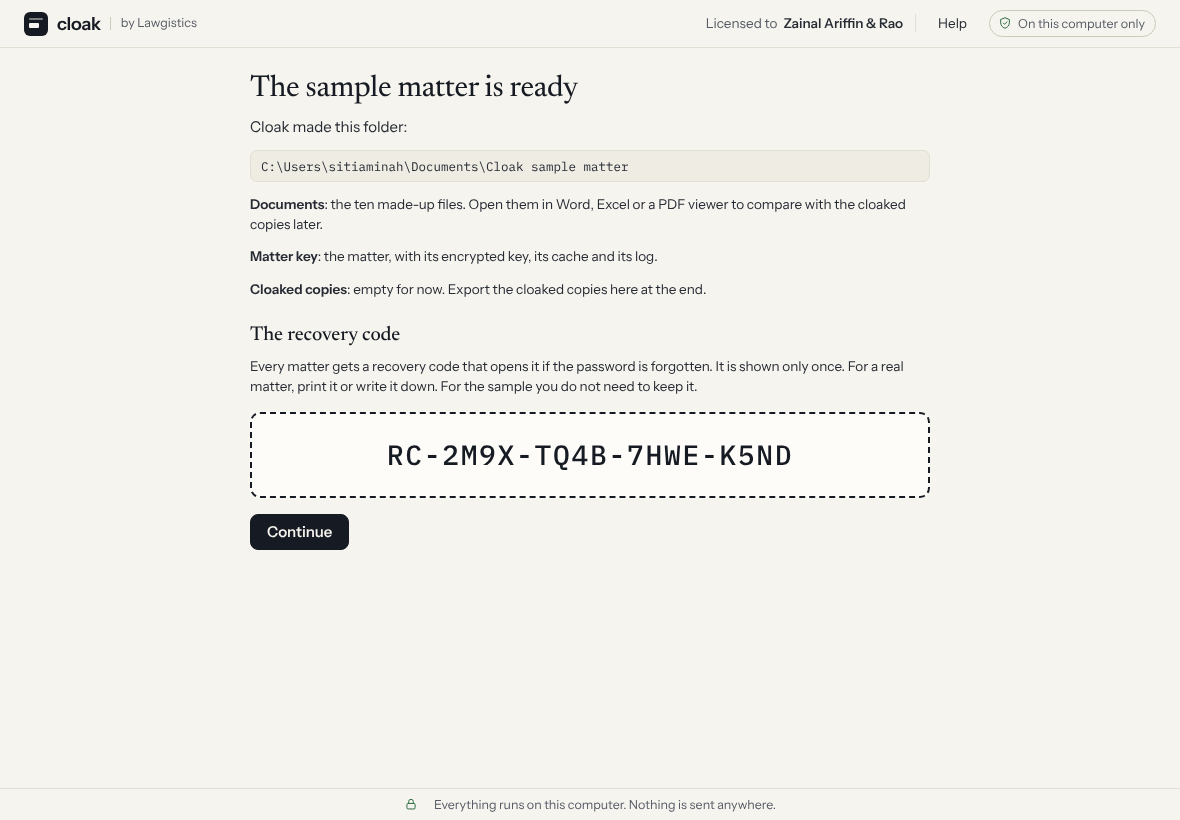 cloak
by Lawgistics
Licensed to Zainal Ariffin & Rao
Help
On this computer only
The sample matter is ready
Cloak made this folder:
C:\Users\sitiaminah\Documents\Cloak sample matter
Documents: the ten made-up files. Open them in Word, Excel or a PDF viewer to compare with the cloaked
copies later.
Matter key: the matter, with its encrypted key, its cache and its log.
Cloaked copies: empty for now. Export the cloaked copies here at the end.
The recovery code
Every matter gets a recovery code that opens it if the password is forgotten. It is shown only once. For a real
matter, print it or write it down. For the sample you do not need to keep it.
RC-2M9X-TQ4B-7HWE-K5ND
Continue
Everything runs on this computer. Nothing is sent anywhere.